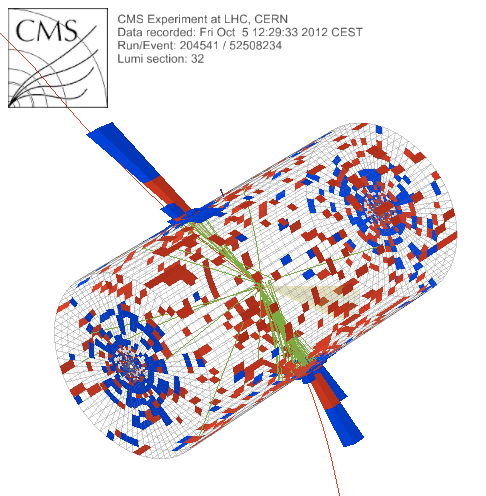 CMS
CMS Experiment at LHC, CERN
Data recorded: Fri Oct 5 12:29:33 2012 CEST
Run/Event: 204541 / 52508234
Lumi section: 32